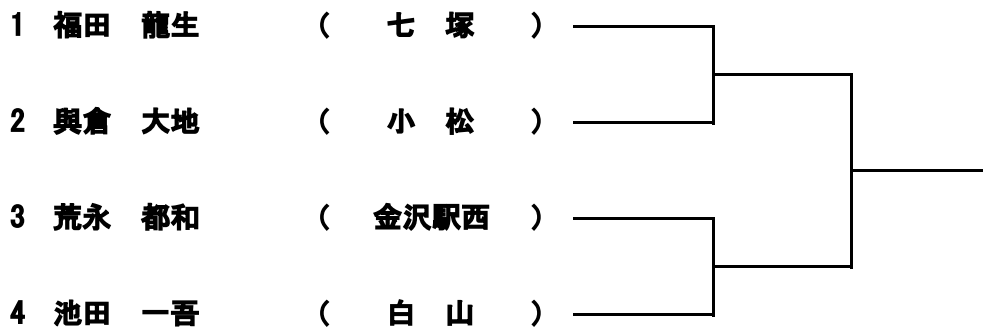 1 福田 龍生 ( 七 塚 )
2 與倉 大地 ( 小 松 )
3 荒永 都和 ( 金沢駅西 )
4 池田 一吾 ( 白 山 )